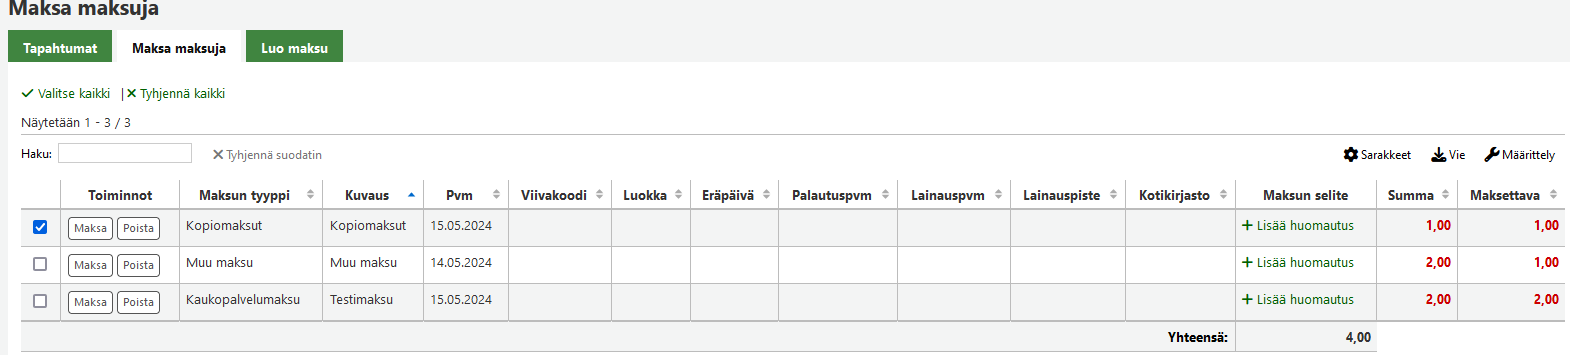 Maksa maksuja
Tapahtumat Maksa maksuja Luo maksu
Valitse kaikki | Tyhjennä kaikki
Näytetään 1 - 3 / 3
Haku: Tyhjennä suodatin Sarakkeet Vie Määrittely
Toiminnot Maksun tyyppi Kuvaus Pvm Viivakoodi Luokka Eräpäivä Palautuspvm Lainauspvm Lainauspiste Kotikirjasto Maksun selite Summa Maksettava
Maksa Poista Kopiomaksut Kopiomaksut 15.05.2024 + Lisää huomautus 1,00 1,00
Maksa Poista Muu maksu Muu maksu 14.05.2024 + Lisää huomautus 2,00 1,00
Maksa Poista Kaukopalvelumaksu Testimaksu 15.05.2024 + Lisää huomautus 2,00 2,00
Yhteensä: 4,00